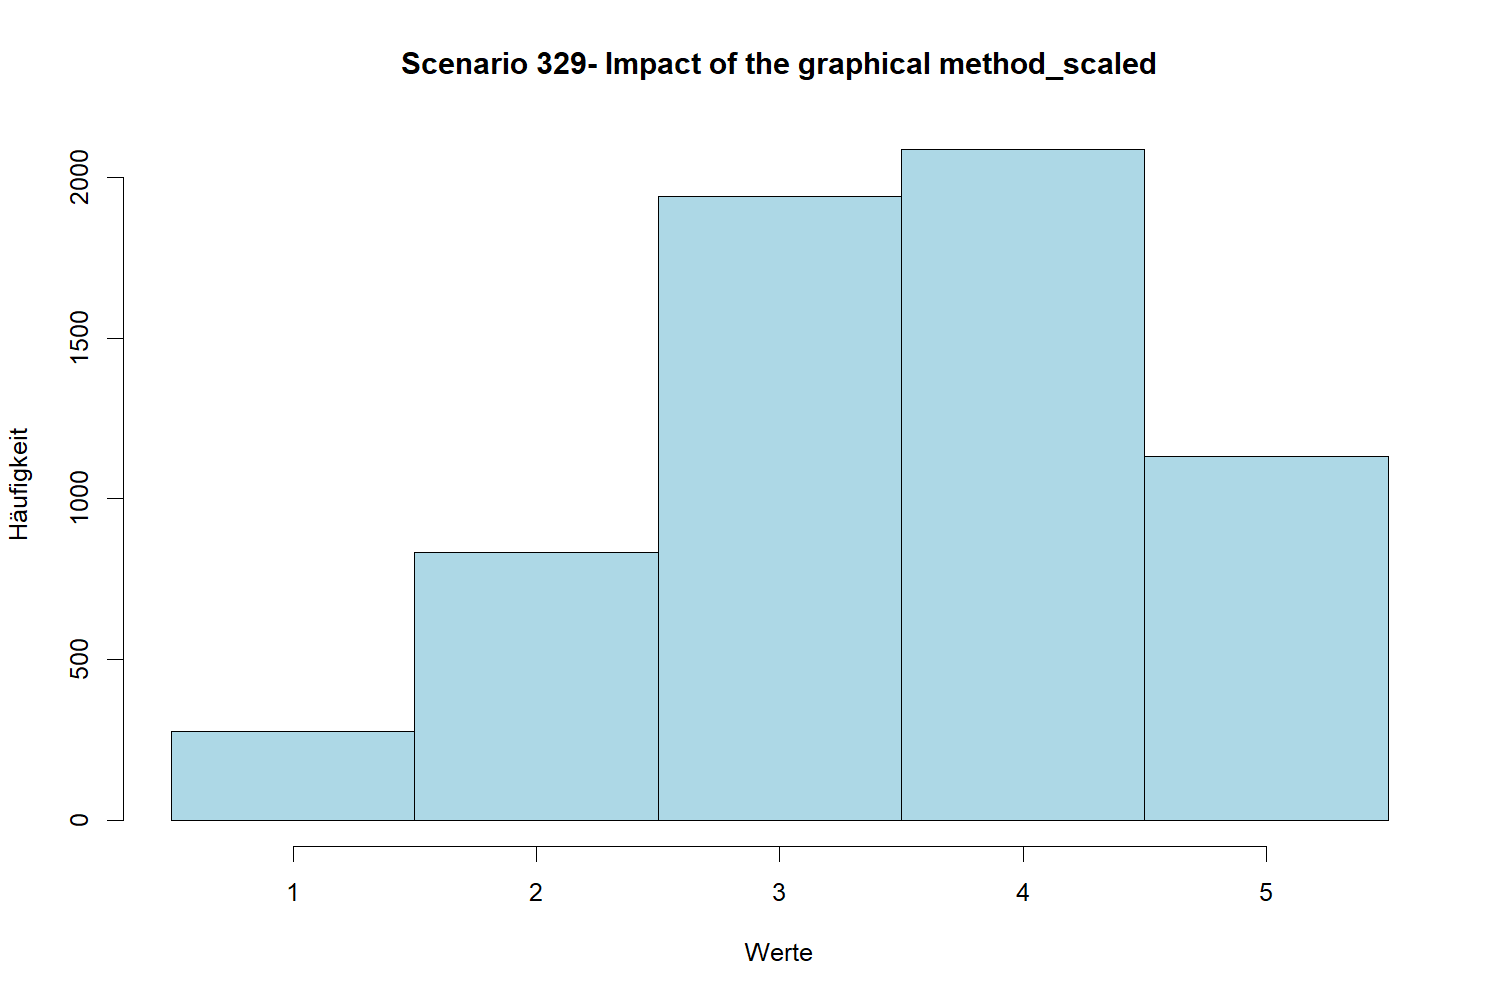 Scenario 329- Impact of the graphical method_scaled
2000
1500
1000
500
0
Häufigkeit
1 2 3 4 5
Werte